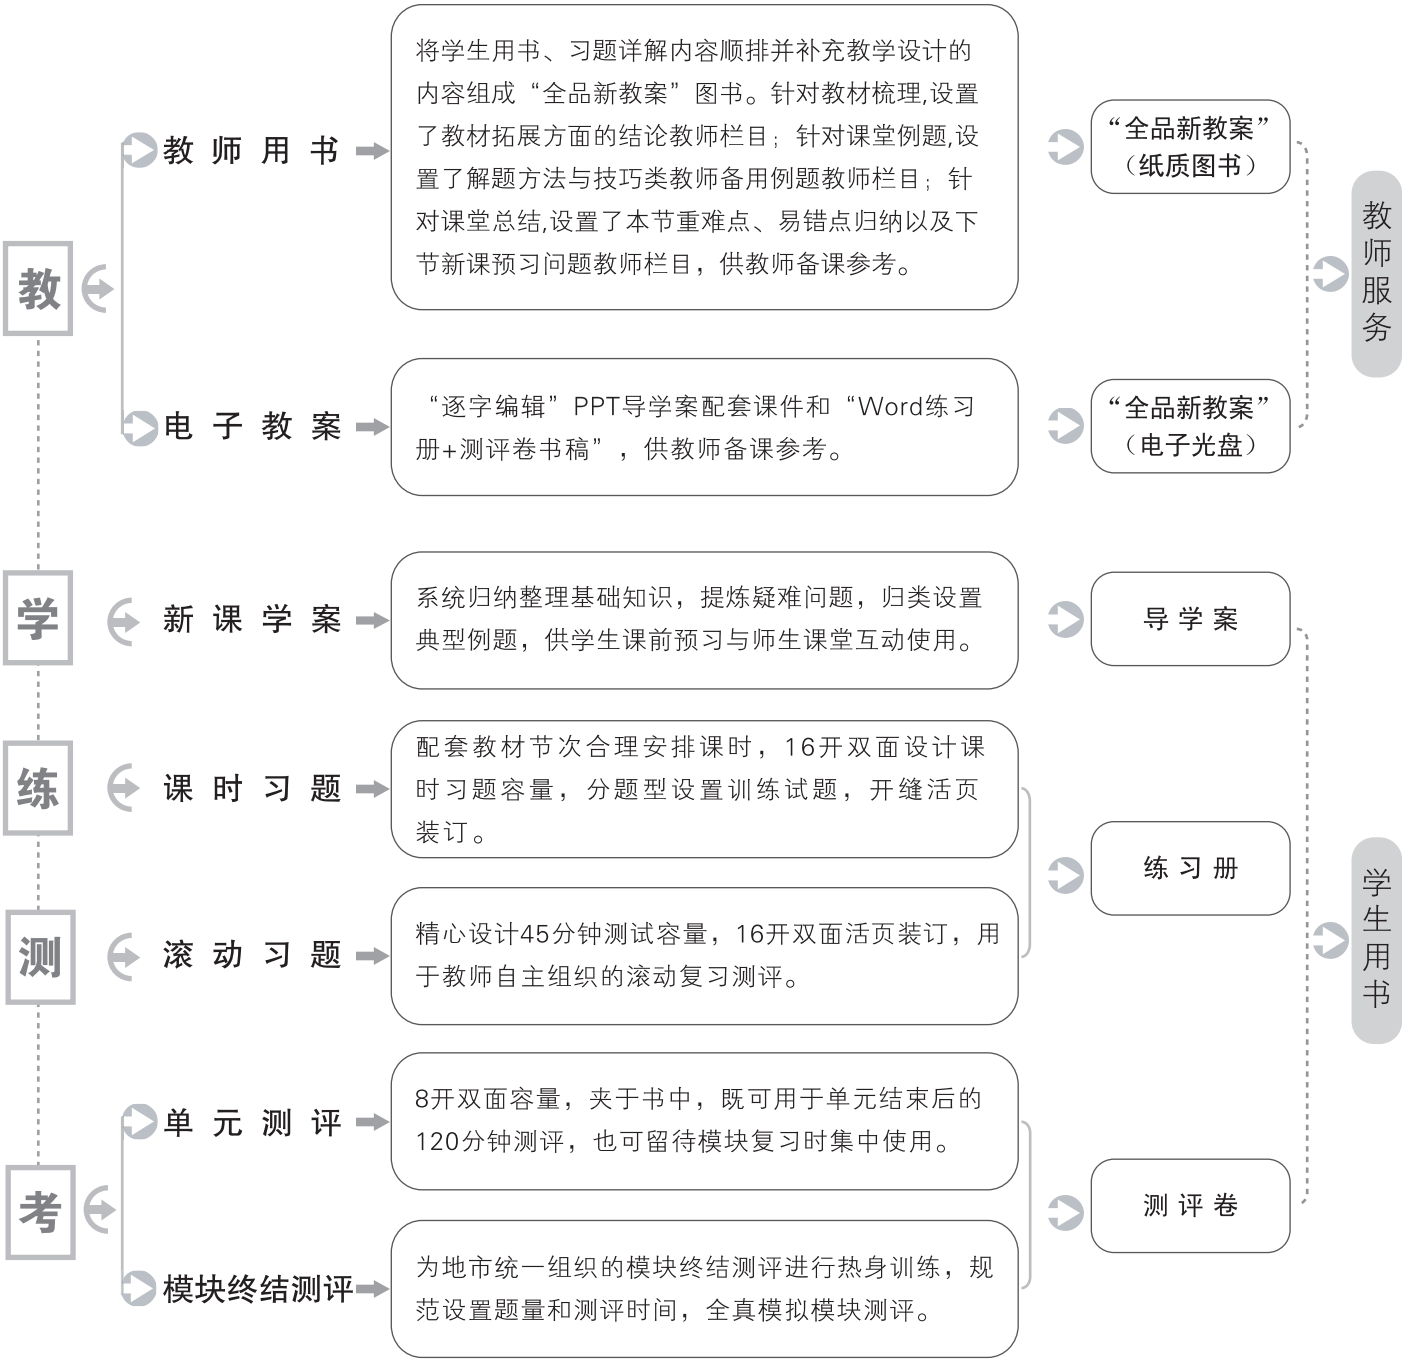 教
教师用书
将学生用书、习题详解内容顺排并补充教学设计的
内容组成“全品新教案”图书。针对教材梳理,设置
了教材拓展方面的结论教师栏目；针对课堂例题,设
置了解题方法与技巧类教师备用例题教师栏目；针
对课堂总结,设置了本节重难点、易错点归纳以及下
节新课预习问题教师栏目，供教师备课参考。
“全品新教案”
（纸质图书）
教师服务
电子教案
“逐字编辑”PPT导学案配套课件和“Word练习
册+测评卷书稿”，供教师备课参考。
“全品新教案”
（电子光盘）
学
新课学案
系统归纳整理基础知识，提炼疑难问题，归类设置
典型例题，供学生课前预习与师生课堂互动使用。
导学案
练
课时习题
配套教材节次合理安排课时，16开双面设计课
时习题容量，分题型设置训练试题，开缝活页
装订。
练习册
学生用书
测
滚动习题
精心设计45分钟测试容量，16开双面活页装订，用
于教师自主组织的滚动复习测评。
考
单元测评
8开双面容量，夹于书中，既可用于单元结束后的
120分钟测评，也可留待模块复习时集中使用。
测评卷
模块终结测评
为地市统一组织的模块终结测评进行热身训练，规
范设置题量和测评时间，全真模拟模块测评。